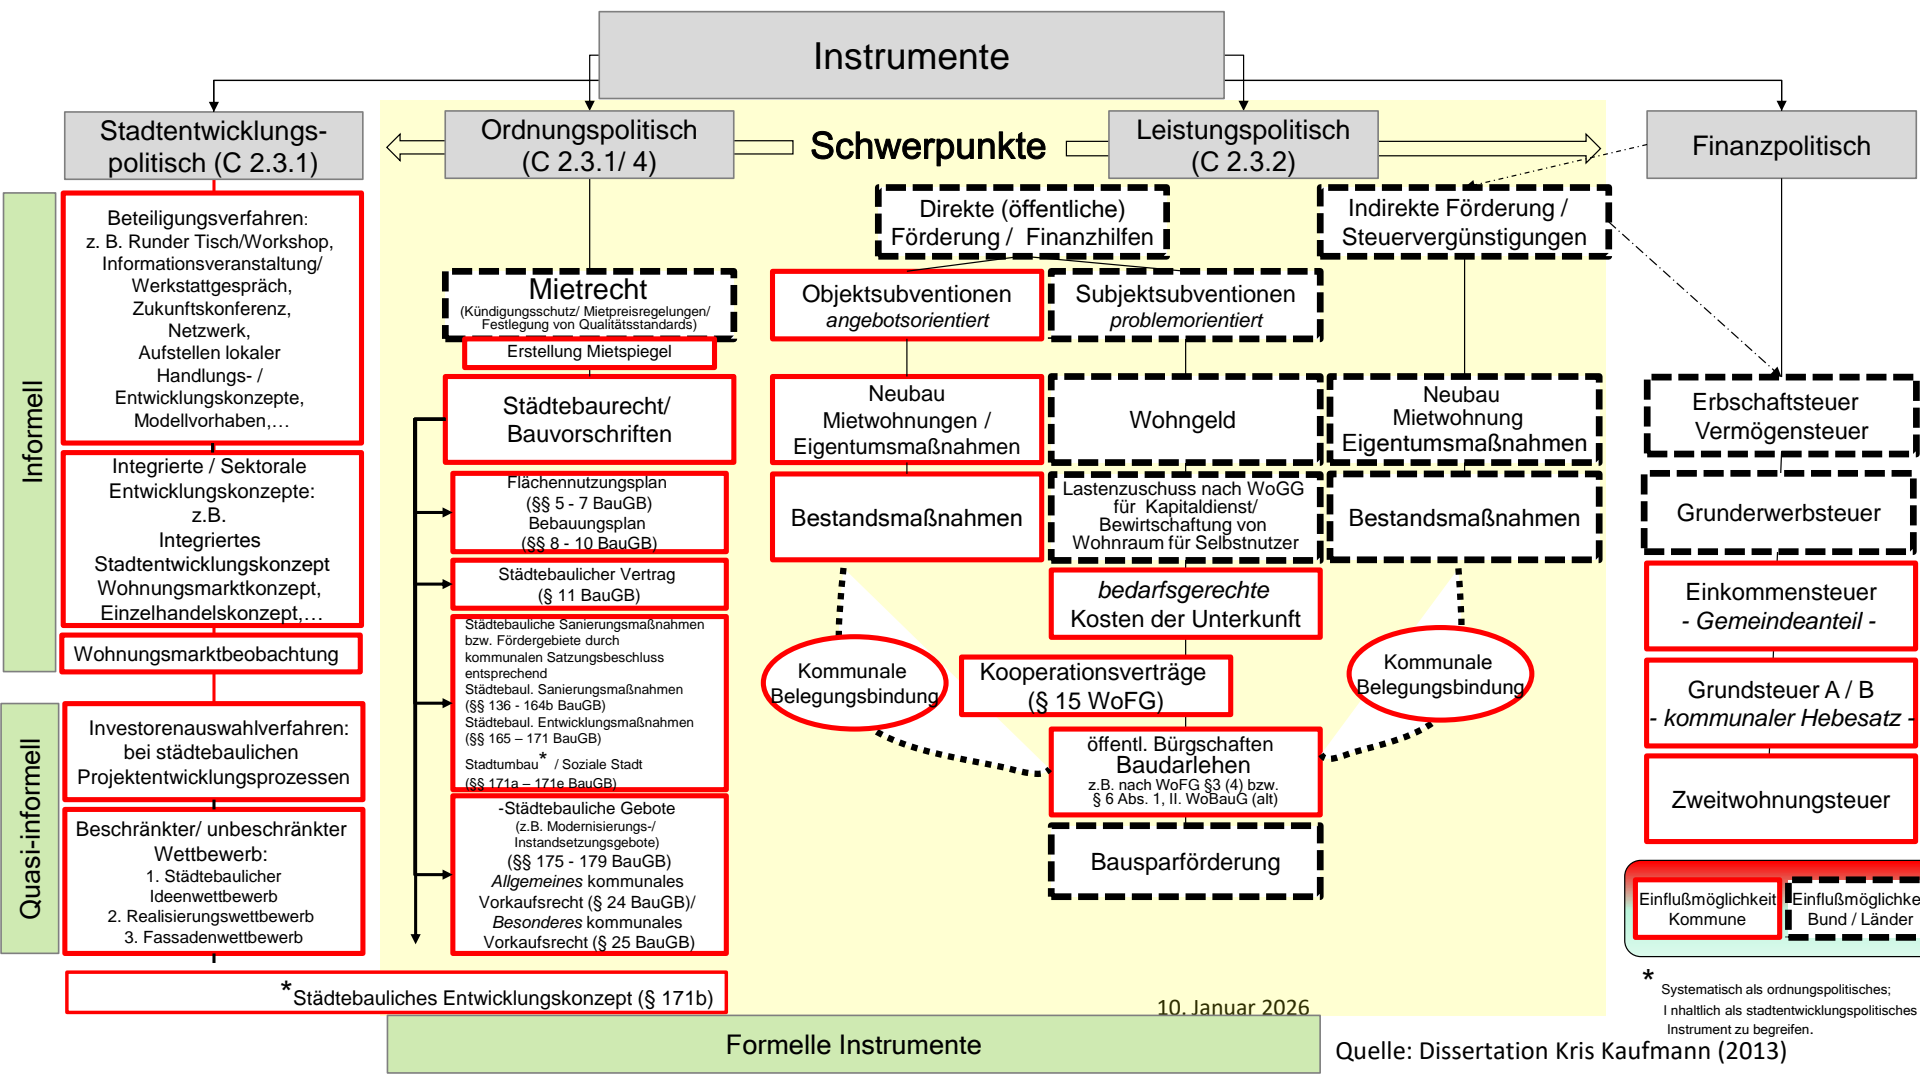 Instrumente
Stadtentwicklungs-
politisch (C 2.3.1)
Ordnungspolitisch
(C 2.3.1/ 4)
Schwerpunkte
Leistungspolitisch
(C 2.3.2)
Finanzpolitisch
Informell
Quasi-informell
Beteiligungsverfahren:
z. B. Runder Tisch/Workshop,
Informationsveranstaltung/
Werkstattgespräch,
Zukunftskonferenz,
Netzwerk,
Aufstellen lokaler
Handlungs- /
Entwicklungskonzepte,
Modellvorhaben,…
Integrierte / Sektorale
Entwicklungskonzepte:
z.B.
Integriertes
Stadtentwicklungskonzept
Wohnungsmarktkonzept,
Einzelhandelskonzept,…
Wohnungsmarktbeobachtung
Investorenauswahlverfahren:
bei städtebaulichen
Projektentwicklungsprozessen
Beschränkter/ unbeschränkter
Wettbewerb:
1. Städtebaulicher
Ideenwettbewerb
2. Realisierungswettbewerb
3. Fassadenwettbewerb
*Städtebauliches Entwicklungskonzept (§ 171b)
Mietrecht
(Kündigungsschutz/ Mietpreisregelungen/
Festlegung von Qualitätsstandards)
Erstellung Mietspiegel
Städtebaurecht/
Bauvorschriften
Flächennutzungsplan
(§§ 5 - 7 BauGB)
Bebauungsplan
(§§ 8 - 10 BauGB)
Städtebaulicher Vertrag
(§ 11 BauGB)
Städtebauliche Sanierungsmaßnahmen
bzw. Fördergebiete durch
kommunalen Satzungsbeschluss
entsprechend
Städtebaul. Sanierungsmaßnahmen
(§§ 136 - 164b BauGB)
Städtebaul. Entwicklungsmaßnahmen
(§§ 165 – 171 BauGB)
Stadtumbau* / Soziale Stadt
(§§ 171a – 171e BauGB)
-Städtebauliche Gebote
(z.B. Modernisierungs-/
Instandsetzungsgebote)
(§§ 175 - 179 BauGB)
Allgemeines kommunales
Vorkaufsrecht (§ 24 BauGB)/
Besonderes kommunales
Vorkaufsrecht (§ 25 BauGB)
Direkte (öffentliche)
Förderung / Finanzhilfen
Objektsubventionen
angebotsorientiert
Subjektsubventionen
problemorientiert
Neubau
Mietwohnungen /
Eigentumsmaßnahmen
Bestandsmaßnahmen
Wohngeld
Lastenzuschuss nach WoGG
für Kapitaldienst/
Bewirtschaftung von
Wohnraum für Selbstnutzer
bedarfsgerechte
Kosten der Unterkunft
Kommunale
Belegungsbindung
Kooperationsverträge
(§ 15 WoFG)
öffentl. Bürgschaften
Baudarlehen
z.B. nach WoFG §3 (4) bzw.
§ 6 Abs. 1, II. WoBauG (alt)
Bausparförderung
Indirekte Förderung /
Steuervergünstigungen
Neubau
Mietwohnung
Eigentumsmaßnahmen
Bestandsmaßnahmen
Kommunale
Belegungsbindung
Erbschaftsteuer
Vermögensteuer
Grunderwerbsteuer
Einkommensteuer
- Gemeindeanteil -
Grundsteuer A / B
- kommunaler Hebesatz -
Zweitwohnungsteuer
Einflußmöglichkeit
Kommune
Einflußmöglichke
Bund / Länder
*
Systematisch als ordnungspolitisches;
I nhaltlich als stadtentwicklungspolitisches
Instrument zu begreifen.
10. Januar 2026
Formelle Instrumente
Quelle: Dissertation Kris Kaufmann (2013)